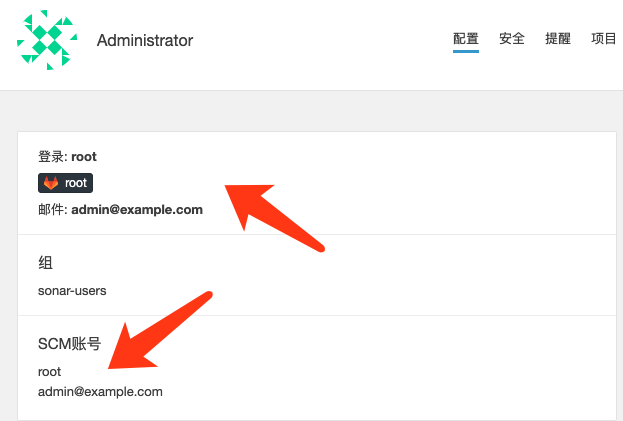 Administrator
配置 安全 提醒 项目
登录: root
root
邮件: admin@example.com
组
sonar-users
SCM账号
root
admin@example.com